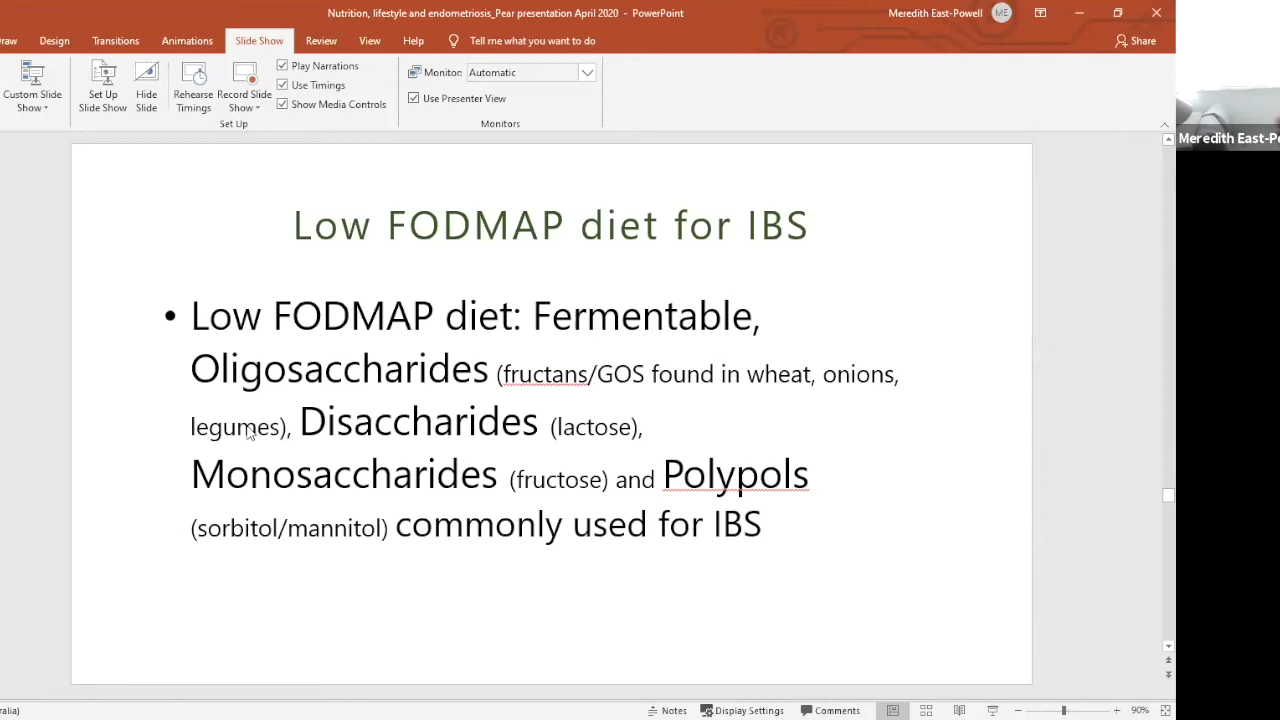 Nutrition, lifestyle and endometriosis_Pear presentation April 2020 - PowerPoint
Meredith East-Powell
ME
raw Design Transitions Animations Slide Show Review View Help Tell me what you want to do
Share
Custom Slide Show
Set Up Slide Show
Hide Slide
Rehearse Timings
Record Slide Show
Play Narrations
Use Timings
Show Media Controls
Set Up
Monitor: Automatic
Use Presenter View
Monitors
Meredith East-Po
Low FODMAP diet for IBS
• Low FODMAP diet: Fermentable,
Oligosaccharides (fructans/GOS found in wheat, onions,
legumes), Disaccharides (lactose),
Monosaccharides (fructose) and Polypols
(sorbitol/mannitol) commonly used for IBS
ralia)
Notes Display Settings Comments 90%